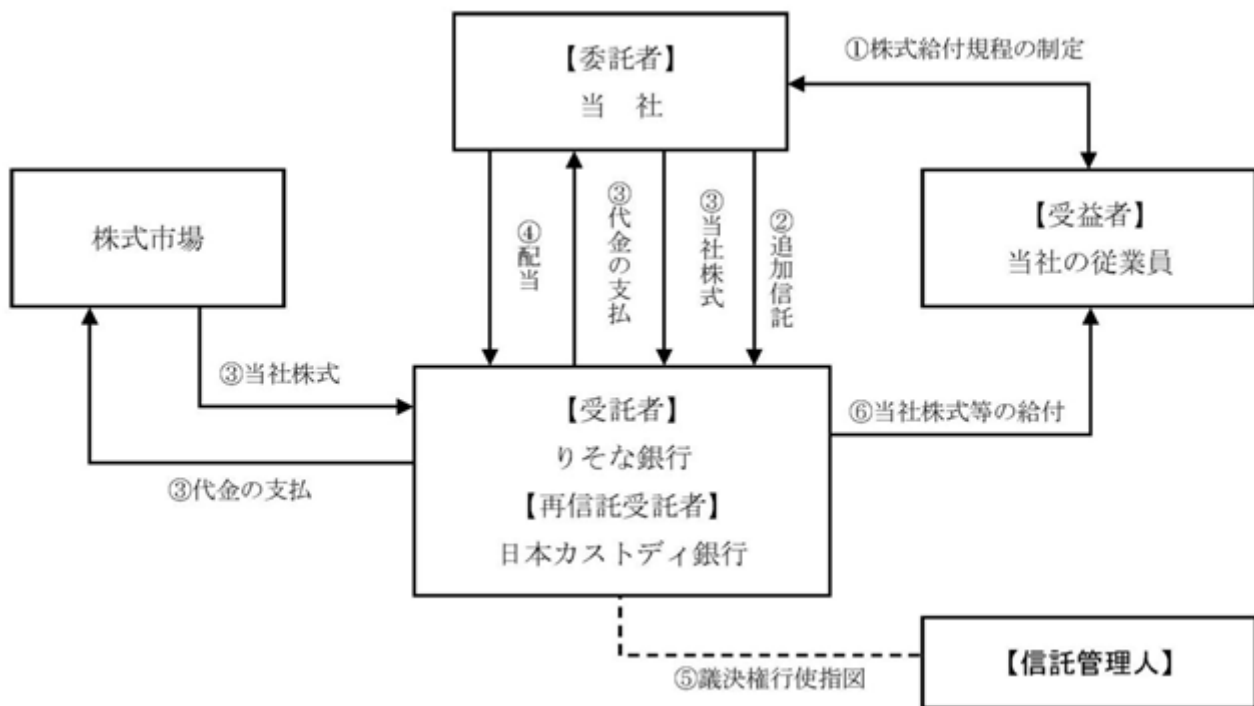 【委託者】
当　社
①株式給付規程の制定
株式市場
④配当
③代金の支払
③当社株式
②追加信託
【受益者】
当社の従業員
③当社株式
③代金の支払
【受託者】
りそな銀行
【再信託受託者】
日本カストディ銀行
⑥当社株式等の給付
⑤議決権行使指図
【信託管理人】